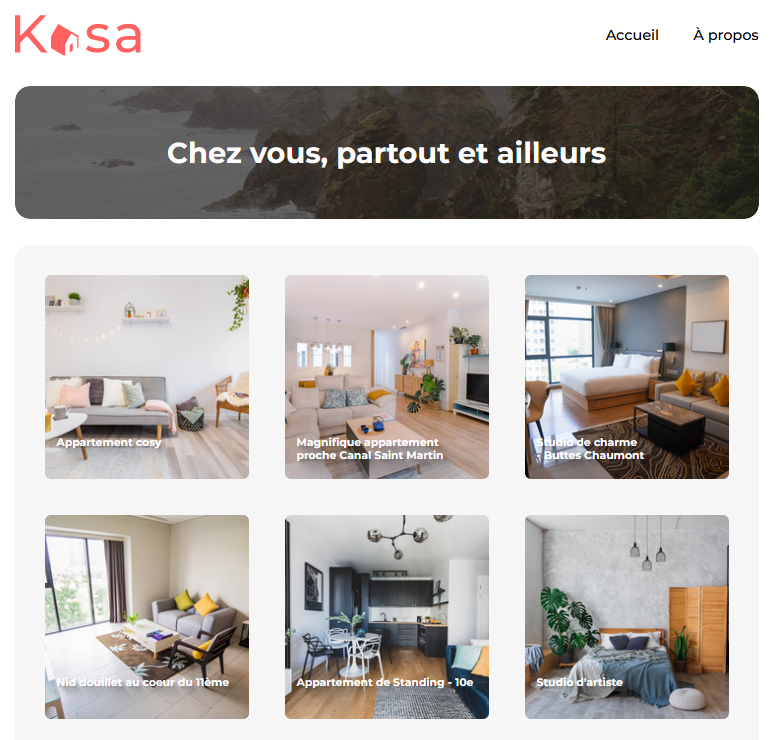 Kasa
Accueil
À propos
Chez vous, partout et ailleurs
Appartement cosy
Magnifique appartement
proche Canal Saint Martin
Studio de charme
- Buttes Chaumont
Nid douillet au coeur du 11ème
Appartement de Standing - 10e
Studio d'artiste